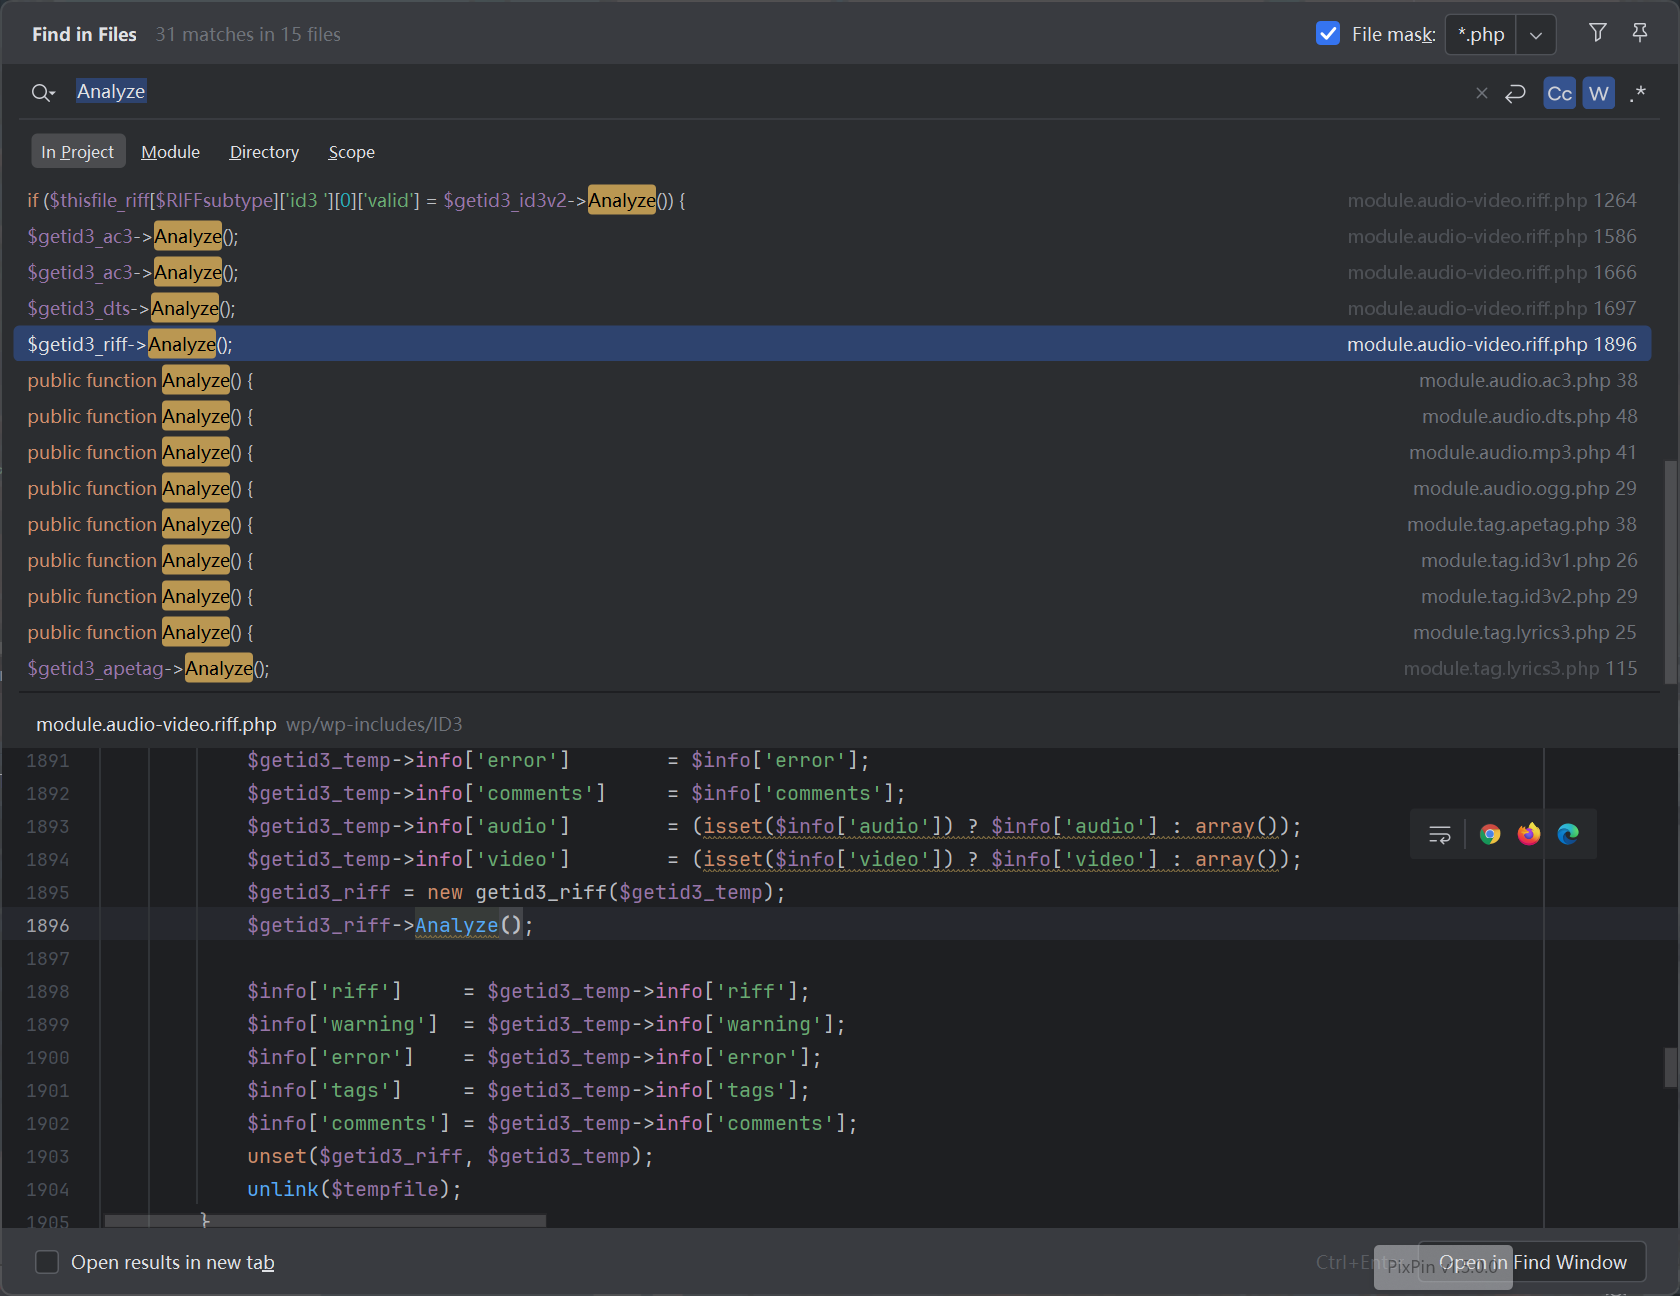 Find in Files 31 matches in 15 files File mask: *.php
Analyze Cc W .*
In Project Module Directory Scope
if ($thisfile_riff[$RIFFsubtype]['id3 '][0]['valid'] = $getid3_id3v2->Analyze()) { module.audio-video.riff.php 1264
$getid3_ac3->Analyze(); module.audio-video.riff.php 1586
$getid3_ac3->Analyze(); module.audio-video.riff.php 1666
$getid3_dts->Analyze(); module.audio-video.riff.php 1697
$getid3_riff->Analyze(); module.audio-video.riff.php 1896
public function Analyze() { module.audio.ac3.php 38
public function Analyze() { module.audio.dts.php 48
public function Analyze() { module.audio.mp3.php 41
public function Analyze() { module.audio.ogg.php 29
public function Analyze() { module.tag.apetag.php 38
public function Analyze() { module.tag.id3v1.php 26
public function Analyze() { module.tag.id3v2.php 29
public function Analyze() { module.tag.lyrics3.php 25
$getid3_apetag->Analyze(); module.tag.lyrics3.php 115
module.audio-video.riff.php wp/wp-includes/ID3
1891 $getid3_temp->info['error'] = $info['error'];
1892 $getid3_temp->info['comments'] = $info['comments'];
1893 $getid3_temp->info['audio'] = (isset($info['audio']) ? $info['audio'] : array());
1894 $getid3_temp->info['video'] = (isset($info['video']) ? $info['video'] : array());
1895 $getid3_riff = new getid3_riff($getid3_temp);
1896 $getid3_riff->Analyze();
1897
1898 $info['riff'] = $getid3_temp->info['riff'];
1899 $info['warning'] = $getid3_temp->info['warning'];
1900 $info['error'] = $getid3_temp->info['error'];
1901 $info['tags'] = $getid3_temp->info['tags'];
1902 $info['comments'] = $getid3_temp->info['comments'];
1903 unset($getid3_riff, $getid3_temp);
1904 unlink($tempfile);
1905 }
Open results in new tab Open in Find Window
PixPin